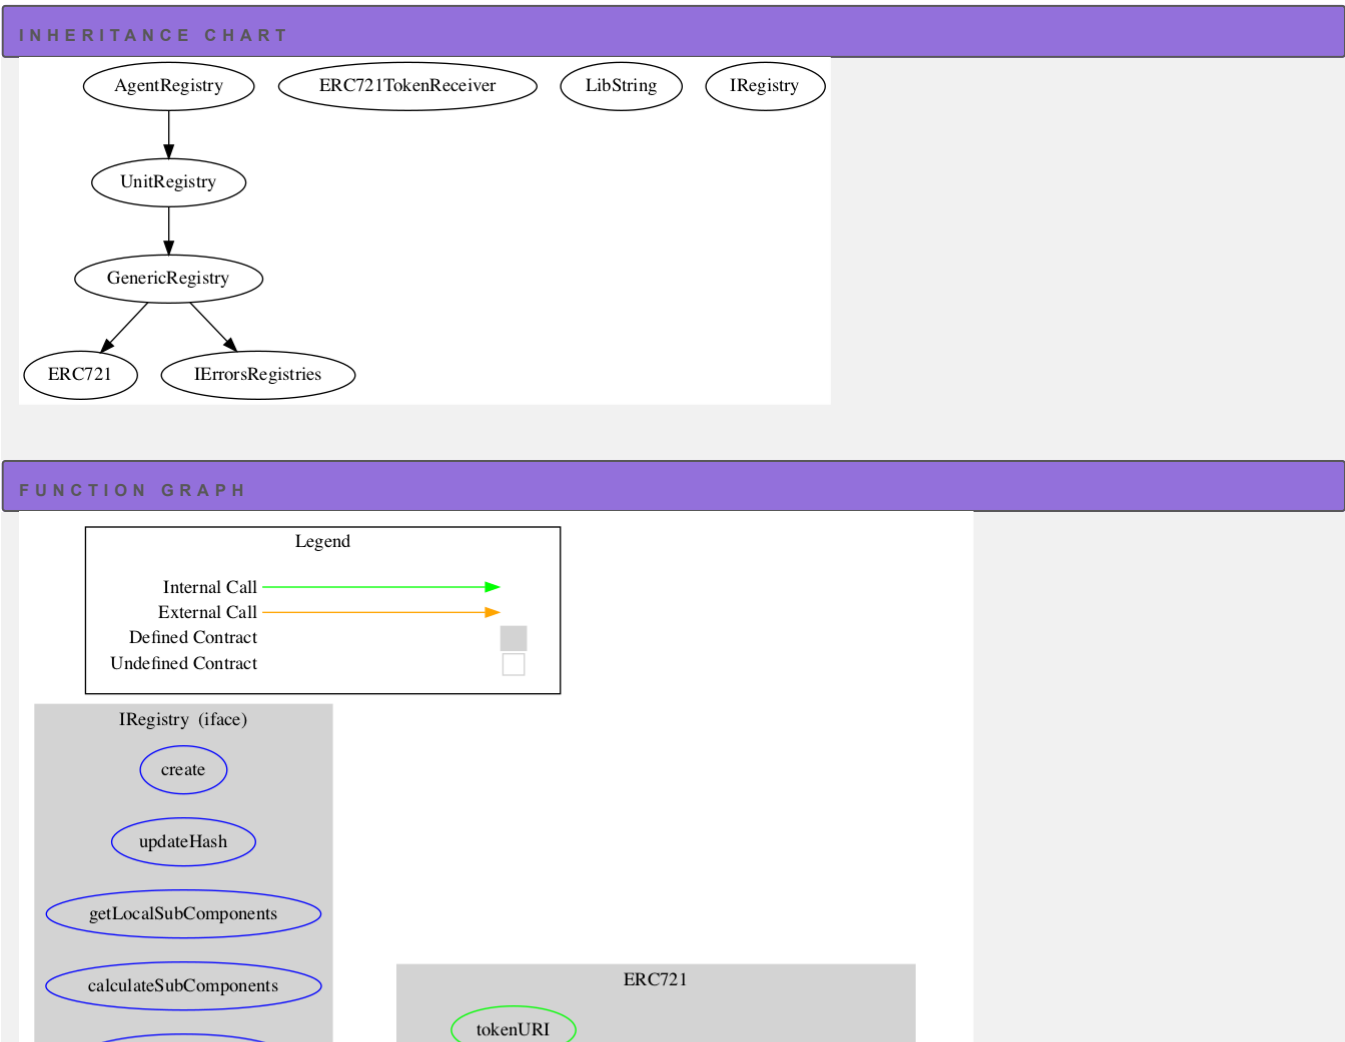 INHERITANCE CHART
AgentRegistry
ERC721TokenReceiver
LibString
IRegistry
UnitRegistry
GenericRegistry
ERC721
IErrorsRegistries
FUNCTION GRAPH
Legend
Internal Call
External Call
Defined Contract
Undefined Contract
IRegistry (iface)
create
updateHash
getLocalSubComponents
calculateSubComponents
ERC721
tokenURI